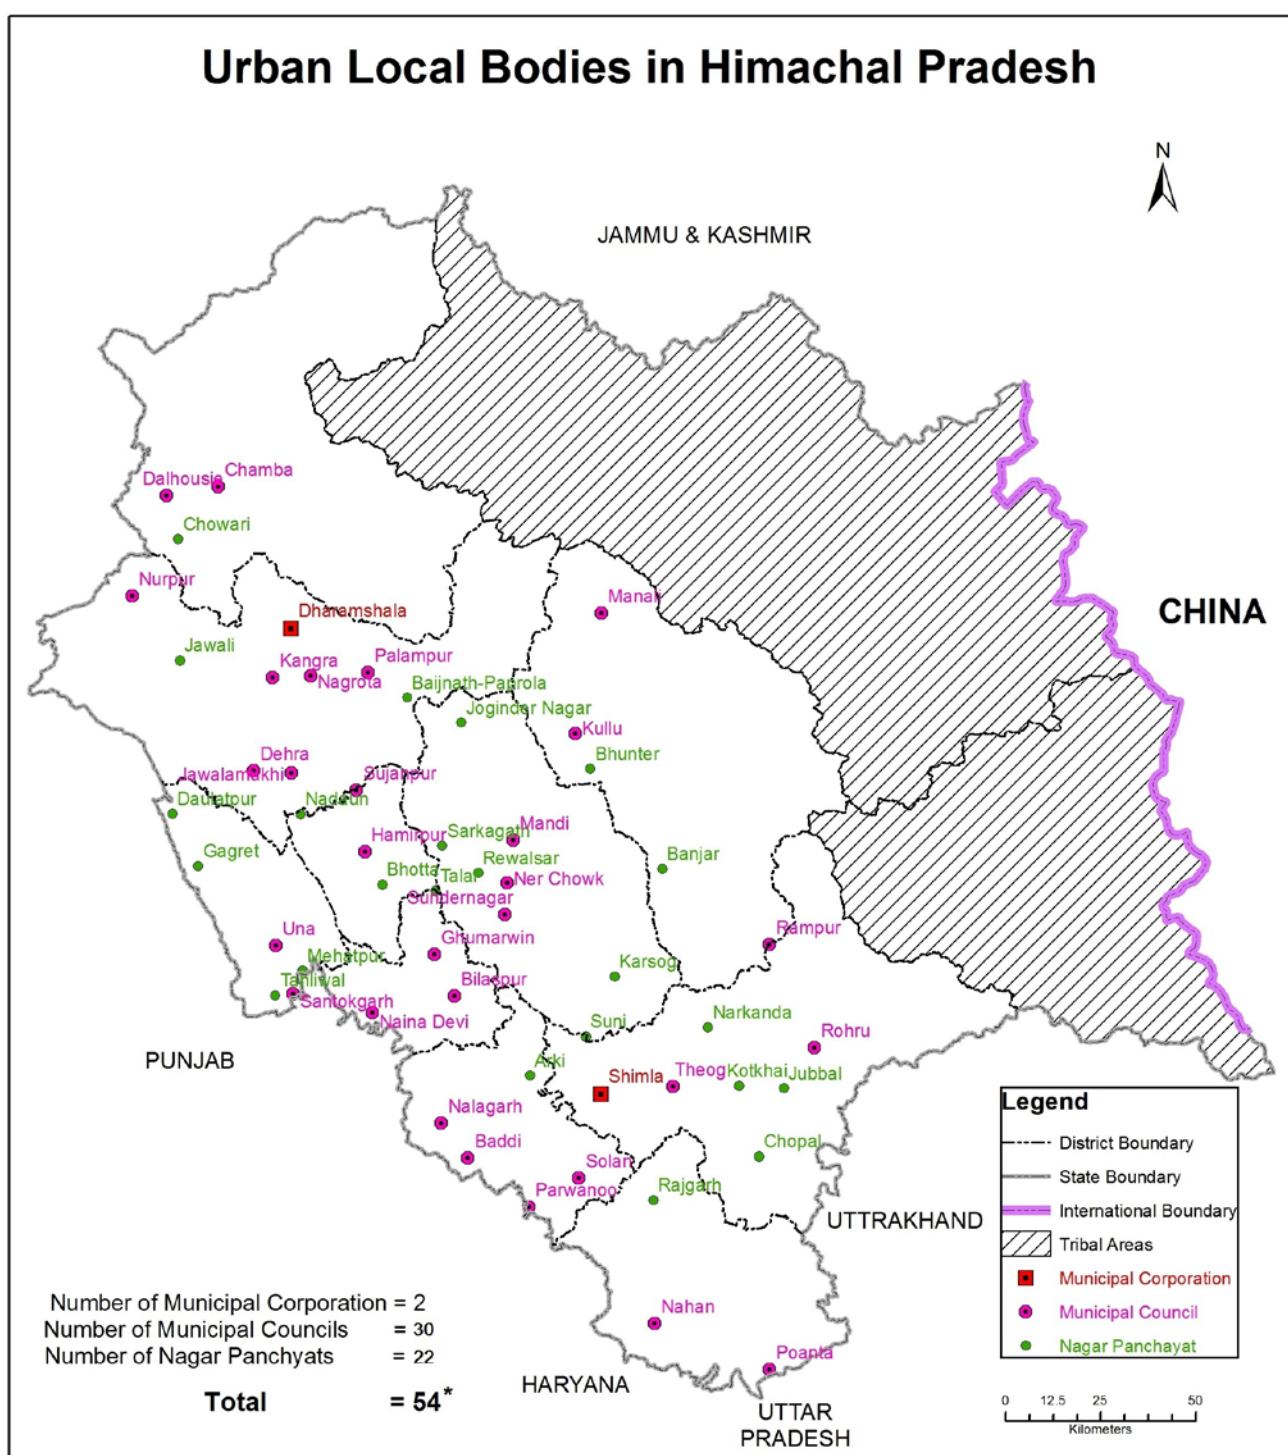 Urban Local Bodies in Himachal Pradesh
N
JAMMU & KASHMIR
Chamba
Dalhousie
Chowari
Nurpur
Manali
CHINA
Dharamshala
Jawali
Palampur
Kangra
Nagrota
Baijnath-Paprola
Joginder Nagar
Kullu
Bhunter
Dehra
Jawalamukhi
Sujanpur
Daulatpur
Nadaun
Mandi
Hamirpur
Sarkagath
Gagret
Rewalsar
Banjar
Bhotta
Talai
Ner Chowk
Sundernagar
Una
Ghumarwin
Rampur
Mehatpur
Karsog
Tahliwal
Bilaspur
Santokgarh
Naina Devi
Suni
Narkanda
Rohru
PUNJAB
Arki
Shimla
Theog
Kotkhai
Jubbal
Nalagarh
Baddi
Chopal
Solan
Parwanoo
Rajgarh
UTTRAKHAND
Legend
District Boundary
State Boundary
International Boundary
Tribal Areas
Municipal Corporation
Municipal Council
Nagar Panchayat
Number of Municipal Corporation = 2
Number of Municipal Councils = 30
Number of Nagar Panchyats = 22
Total = 54*
Nahan
Poanta
HARYANA
UTTAR
PRADESH
0 12.5 25 50
Kilometers